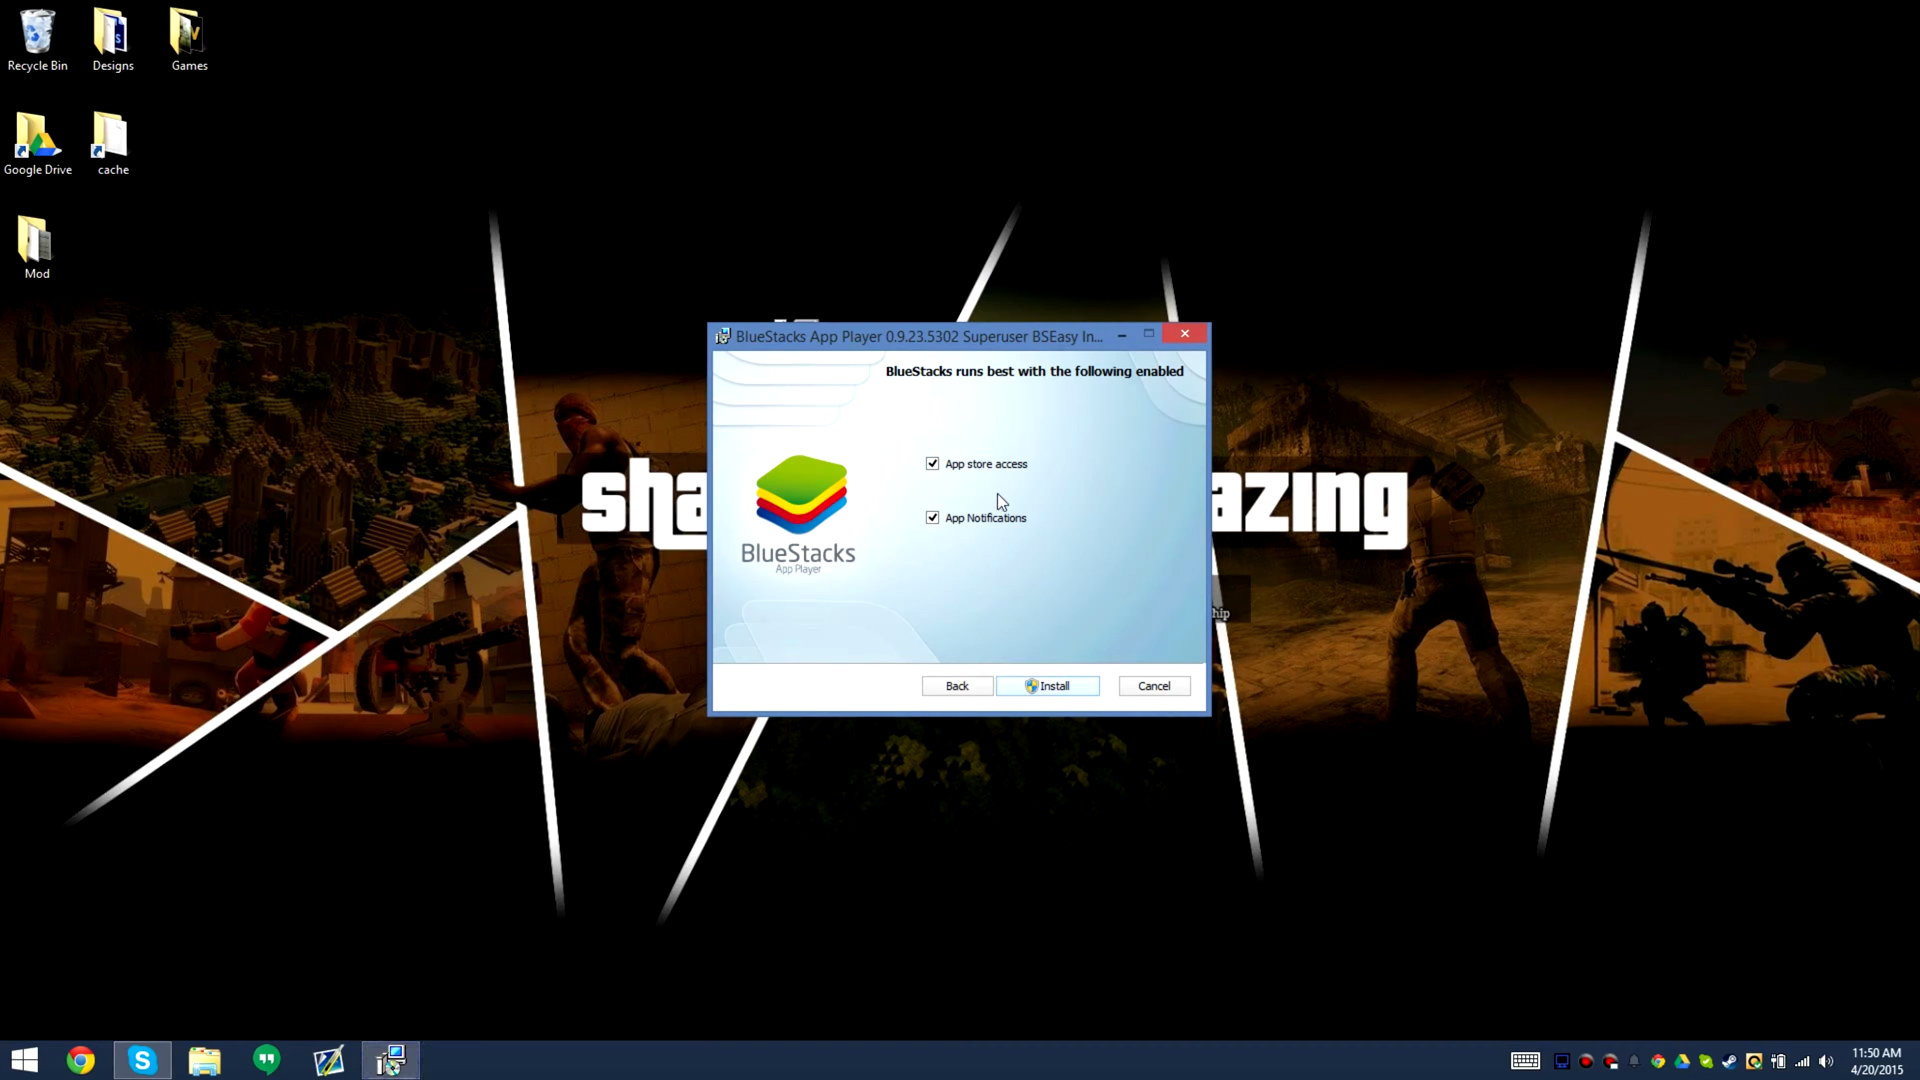 Recycle Bin
Designs
Games
Google Drive
cache
Mod
BlueStacks App Player 0.9.23.5302 Superuser BSEasy In...
BlueStacks runs best with the following enabled
App store access
App Notifications
BlueStacks
App Player
Back
Install
Cancel
sha
azing
hip
11:50 AM
4/20/2015